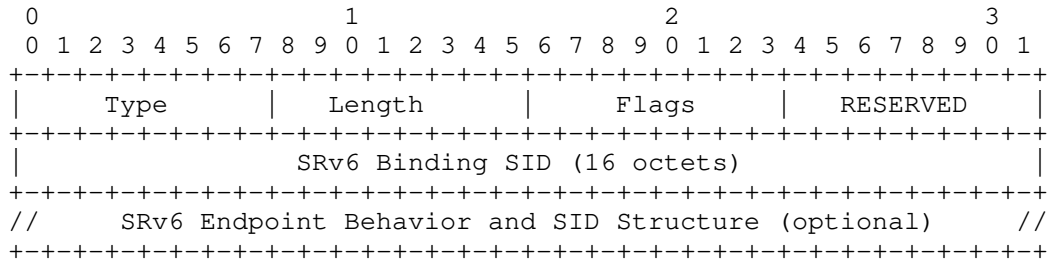 0                   1                   2                   3
 0 1 2 3 4 5 6 7 8 9 0 1 2 3 4 5 6 7 8 9 0 1 2 3 4 5 6 7 8 9 0 1
+-+-+-+-+-+-+-+-+-+-+-+-+-+-+-+-+-+-+-+-+-+-+-+-+-+-+-+-+-+-+-+-+
|     Type      |   Length      |     Flags     |   RESERVED    |
+-+-+-+-+-+-+-+-+-+-+-+-+-+-+-+-+-+-+-+-+-+-+-+-+-+-+-+-+-+-+-+-+
|                 SRv6 Binding SID (16 octets)                  |
+-+-+-+-+-+-+-+-+-+-+-+-+-+-+-+-+-+-+-+-+-+-+-+-+-+-+-+-+-+-+-+-+
//     SRv6 Endpoint Behavior and SID Structure (optional)     //
+-+-+-+-+-+-+-+-+-+-+-+-+-+-+-+-+-+-+-+-+-+-+-+-+-+-+-+-+-+-+-+-+